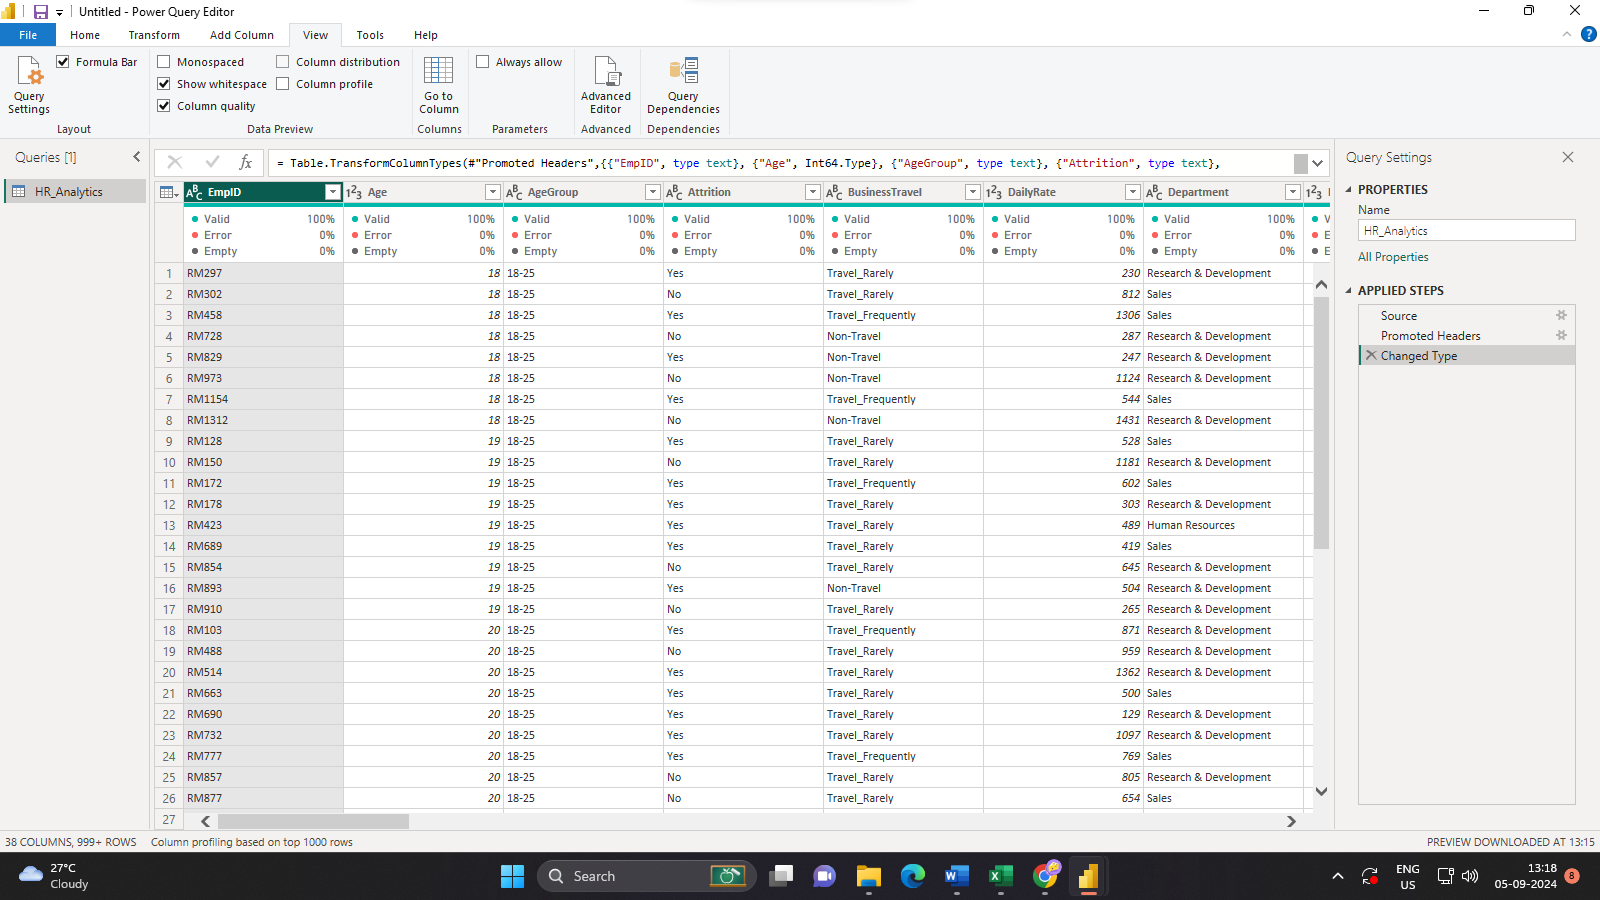 Untitled - Power Query Editor
File Home Transform Add Column View Tools Help
Query Settings
Formula Bar
Layout
Monospaced
Show whitespace
Column quality
Column distribution
Column profile
Data Preview
Go to Column
Columns
Always allow
Parameters
Advanced Editor
Advanced
Query Dependencies
Dependencies
Queries [1]
HR_Analytics
fx
= Table.TransformColumnTypes(#"Promoted Headers",{{"EmpID", type text}, {"Age", Int64.Type}, {"AgeGroup", type text}, {"Attrition", type text},
EmpID Age AgeGroup Attrition BusinessTravel DailyRate Department
Valid 100% Valid 100% Valid 100% Valid 100% Valid 100% Valid 100% Valid 100% V
Error 0% Error 0% Error 0% Error 0% Error 0% Error 0% Error 0% E
Empty 0% Empty 0% Empty 0% Empty 0% Empty 0% Empty 0% Empty 0% E
1 RM297 18 18-25 Yes Travel_Rarely 230 Research & Development
2 RM302 18 18-25 No Travel_Rarely 812 Sales
3 RM458 18 18-25 Yes Travel_Frequently 1306 Sales
4 RM728 18 18-25 No Non-Travel 287 Research & Development
5 RM829 18 18-25 Yes Non-Travel 247 Research & Development
6 RM973 18 18-25 No Non-Travel 1124 Research & Development
7 RM1154 18 18-25 Yes Travel_Frequently 544 Sales
8 RM1312 18 18-25 No Non-Travel 1431 Research & Development
9 RM128 19 18-25 Yes Travel_Rarely 528 Sales
10 RM150 19 18-25 No Travel_Rarely 1181 Research & Development
11 RM172 19 18-25 Yes Travel_Frequently 602 Sales
12 RM178 19 18-25 Yes Travel_Rarely 303 Research & Development
13 RM423 19 18-25 Yes Travel_Rarely 489 Human Resources
14 RM689 19 18-25 Yes Travel_Rarely 419 Sales
15 RM854 19 18-25 No Travel_Rarely 645 Research & Development
16 RM893 19 18-25 Yes Non-Travel 504 Research & Development
17 RM910 19 18-25 No Travel_Rarely 265 Research & Development
18 RM103 20 18-25 Yes Travel_Frequently 871 Research & Development
19 RM488 20 18-25 No Travel_Rarely 959 Research & Development
20 RM514 20 18-25 Yes Travel_Rarely 1362 Research & Development
21 RM663 20 18-25 Yes Travel_Rarely 500 Sales
22 RM690 20 18-25 Yes Travel_Rarely 129 Research & Development
23 RM732 20 18-25 Yes Travel_Rarely 1097 Research & Development
24 RM777 20 18-25 Yes Travel_Frequently 769 Sales
25 RM857 20 18-25 No Travel_Rarely 805 Research & Development
26 RM877 20 18-25 No Travel_Rarely 654 Sales
27
Query Settings
PROPERTIES
Name
HR_Analytics
All Properties
APPLIED STEPS
Source
Promoted Headers
Changed Type
38 COLUMNS, 999+ ROWS Column profiling based on top 1000 rows PREVIEW DOWNLOADED AT 13:15
27°C
Cloudy
Search
ENG
US
13:18
05-09-2024
8